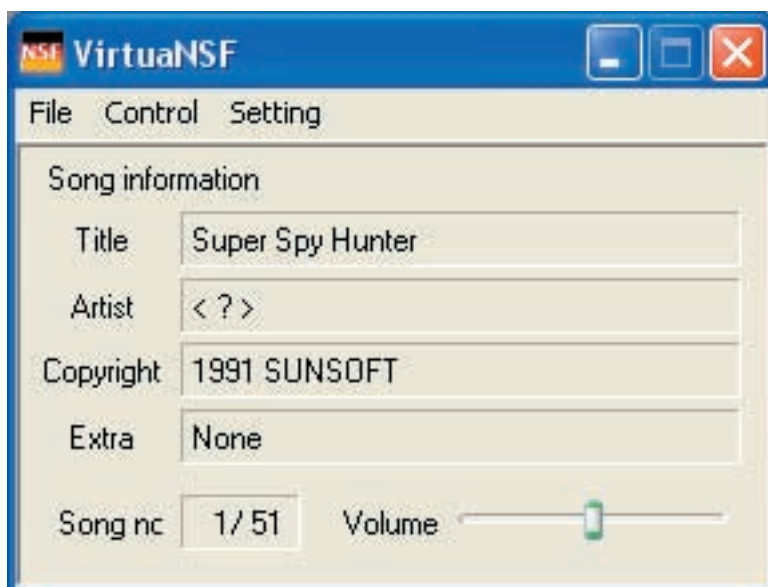 NSF VirtuaNSF
File Control Setting
Song information
Title Super Spy Hunter
Artist < ? >
Copyright 1991 SUNSOFT
Extra None
Song nc 1/ 51 Volume